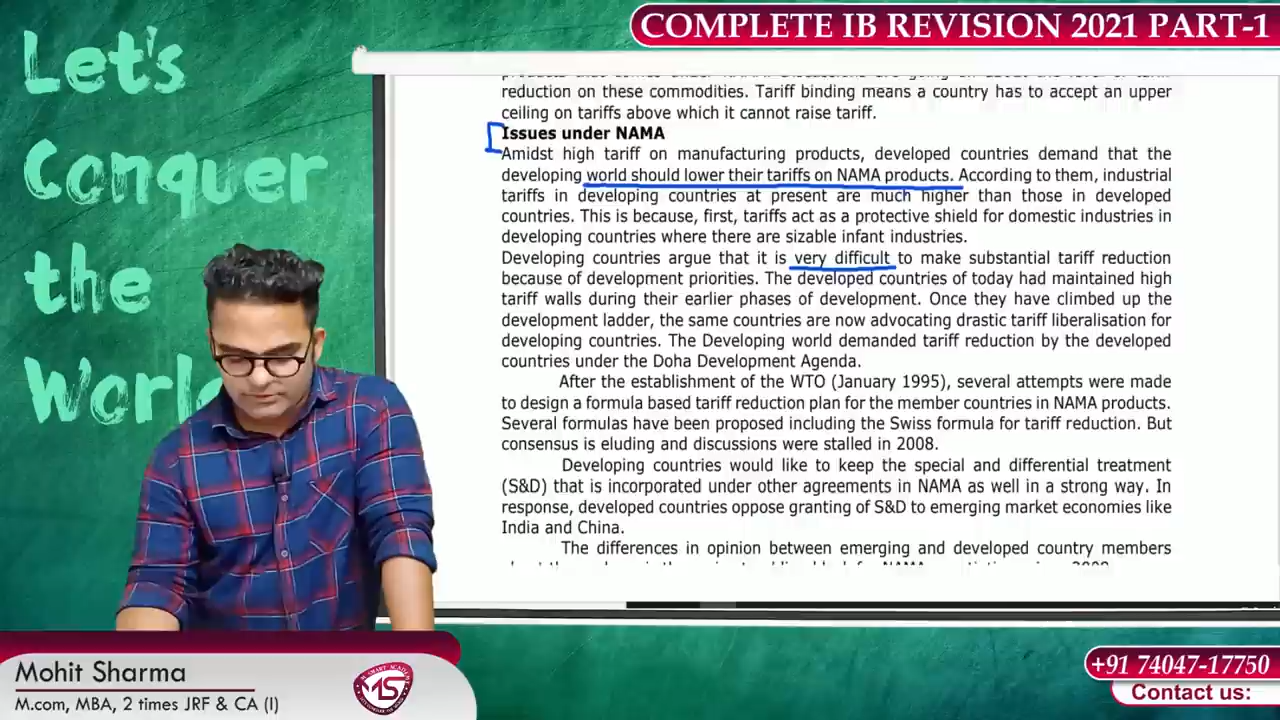 COMPLETE IB REVISION 2021 PART-1
Let's
Conquer
the
World
reduction on these commodities. Tariff binding means a country has to accept an upper
ceiling on tariffs above which it cannot raise tariff.
Issues under NAMA
Amidst high tariff on manufacturing products, developed countries demand that the
developing world should lower their tariffs on NAMA products. According to them, industrial
tariffs in developing countries at present are much higher than those in developed
countries. This is because, first, tariffs act as a protective shield for domestic industries in
developing countries where there are sizable infant industries.
Developing countries argue that it is very difficult to make substantial tariff reduction
because of development priorities. The developed countries of today had maintained high
tariff walls during their earlier phases of development. Once they have climbed up the
development ladder, the same countries are now advocating drastic tariff liberalisation for
developing countries. The Developing world demanded tariff reduction by the developed
countries under the Doha Development Agenda.
After the establishment of the WTO (January 1995), several attempts were made
to design a formula based tariff reduction plan for the member countries in NAMA products.
Several formulas have been proposed including the Swiss formula for tariff reduction. But
consensus is eluding and discussions were stalled in 2008.
Developing countries would like to keep the special and differential treatment
(S&D) that is incorporated under other agreements in NAMA as well in a strong way. In
response, developed countries oppose granting of S&D to emerging market economies like
India and China.
The differences in opinion between emerging and developed country members
Mohit Sharma
M.com, MBA, 2 times JRF & CA (I)
MS
+91 74047-17750
Contact us: